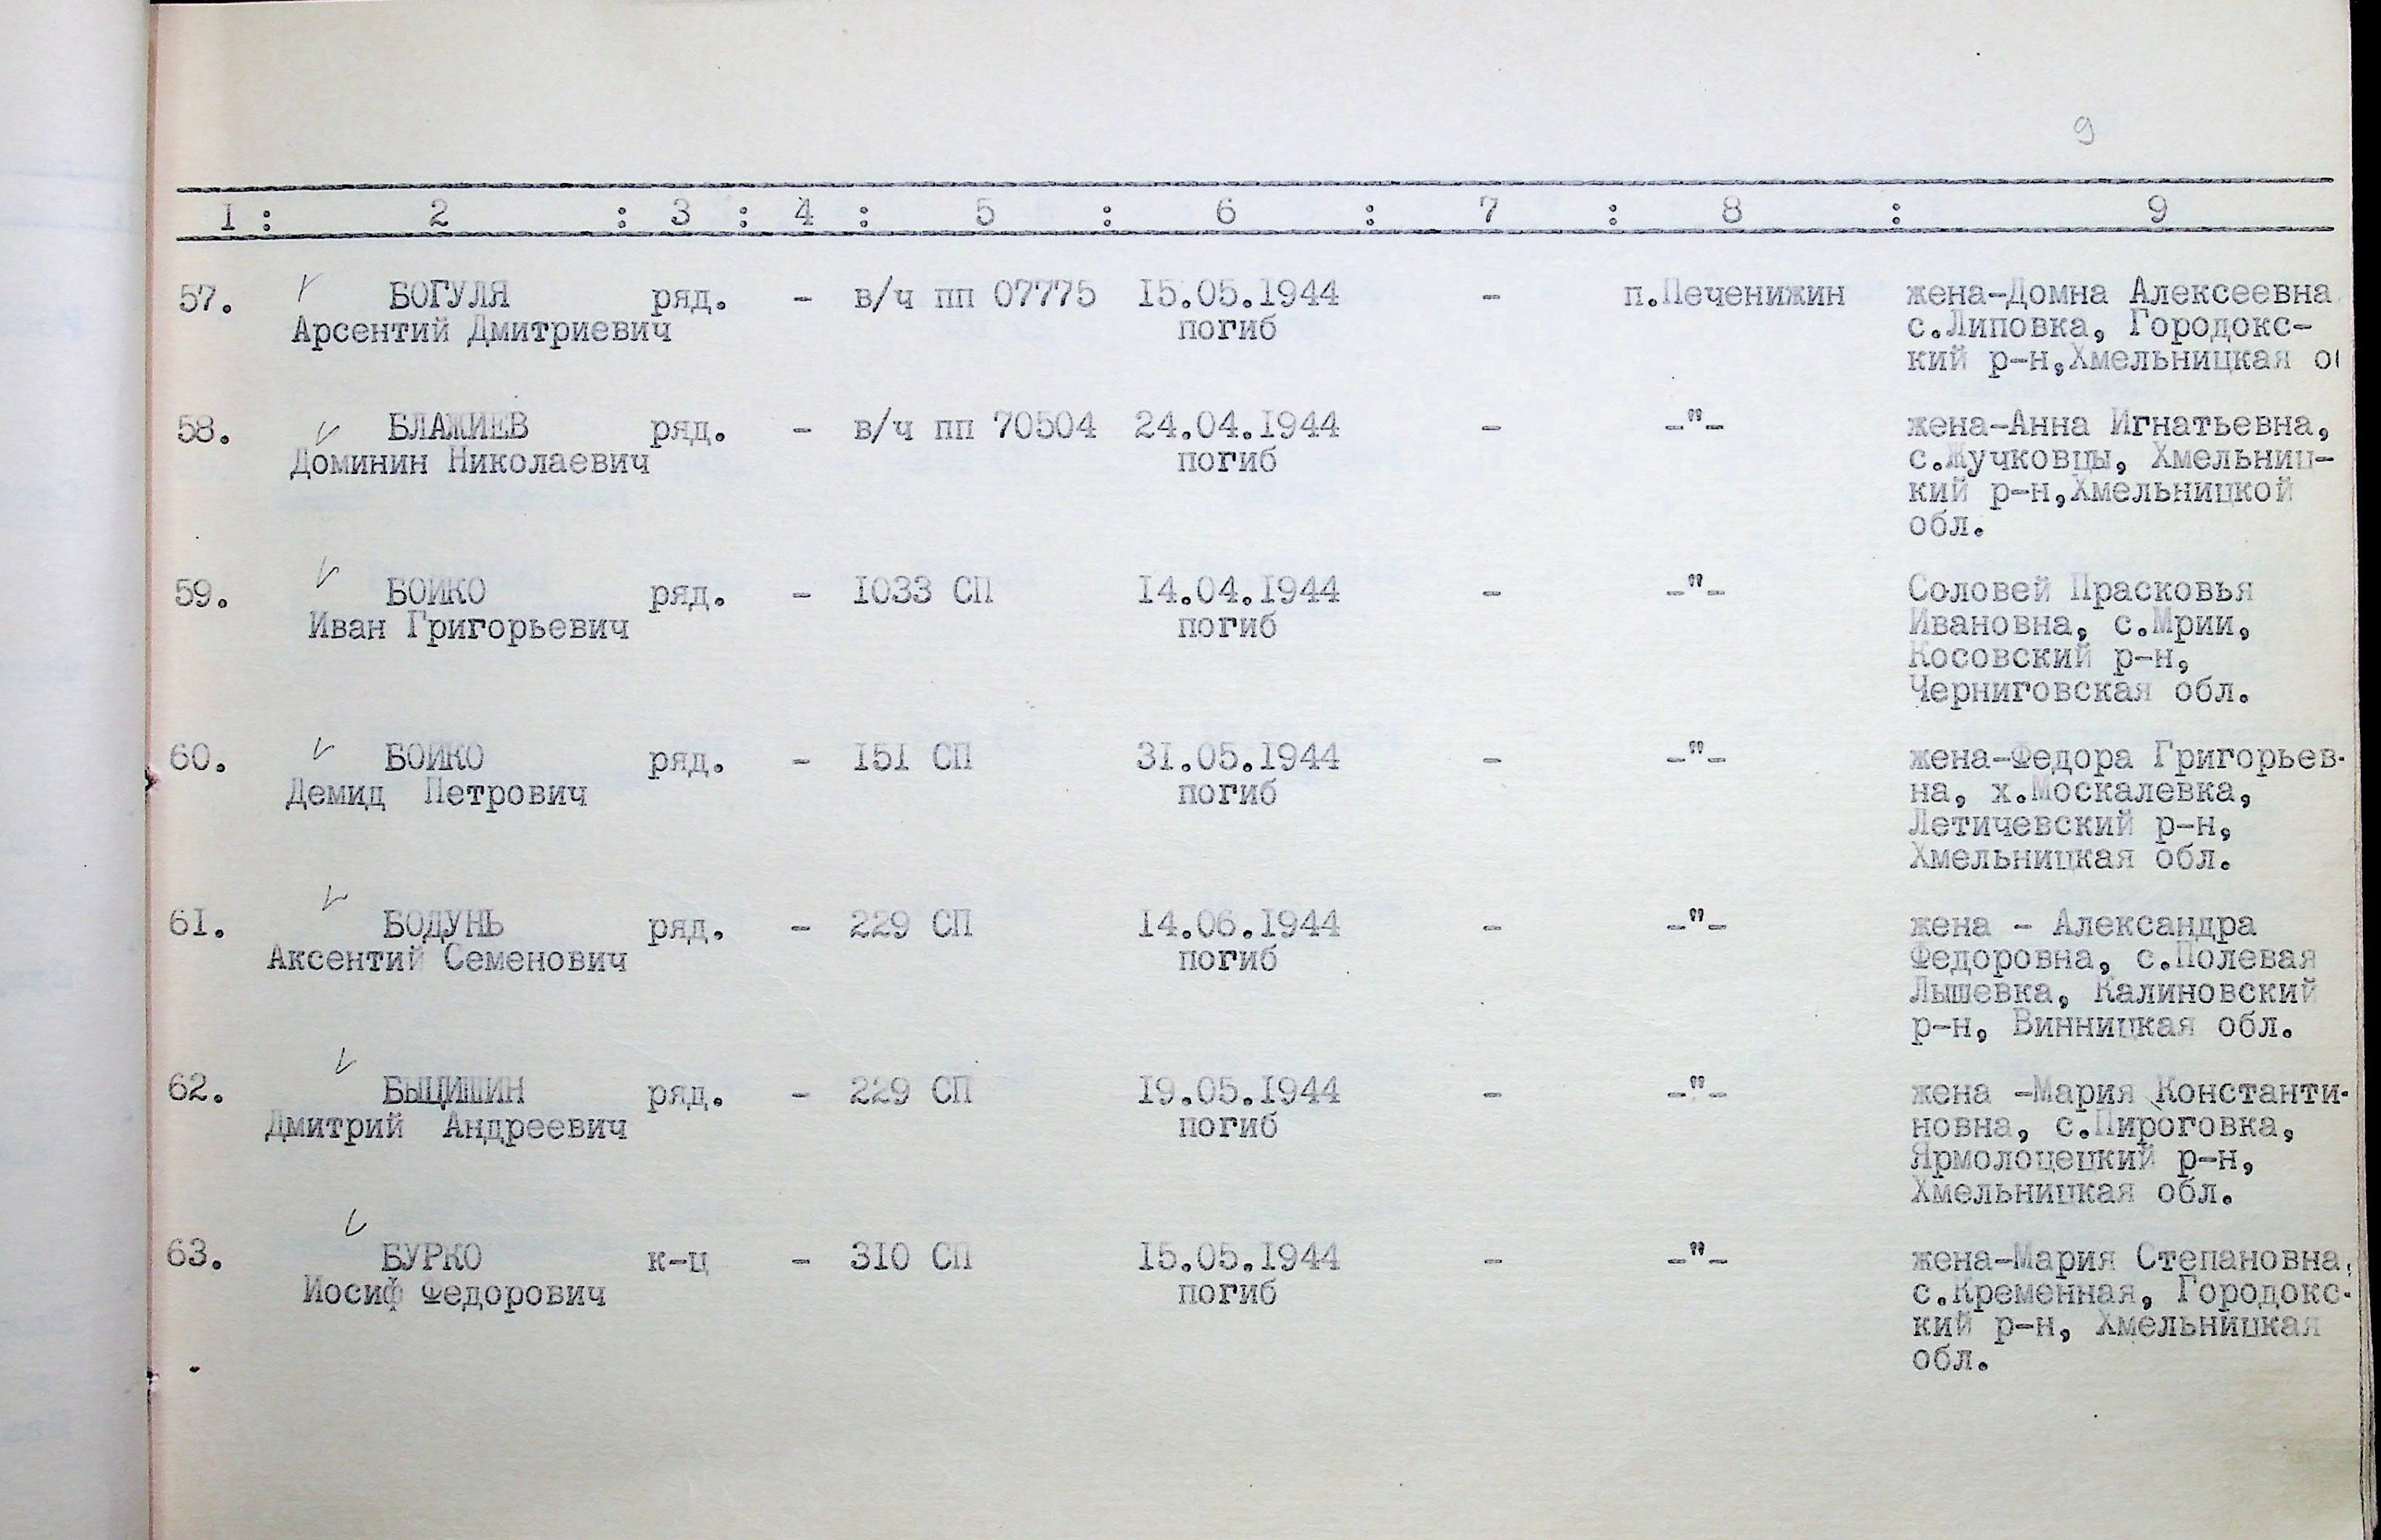 9
1 : 2 : 3 : 4 : 5 : 6 : 7 : 8 : 9
57. БОГУЛЯ ряд. - в/ч пп 07775 15.05.1944 - п.Печенижин жена-Домна Алексеевна
Арсентий Дмитриевич погиб с.Липовка, Городокс-
кий р-н,Хмельницкая о
58. БЛАЖИЕВ ряд. - в/ч пп 70504 24.04.1944 - -"- жена-Анна Игнатьевна,
Доминин Николаевич погиб с.Жучковцы, Хмельниц-
кий р-н,Хмельницкой
обл.
59. БОЙКО ряд. - 1033 СП 14.04.1944 - -"- Соловей Прасковья
Иван Григорьевич погиб Ивановна, с.Мрии,
Косовский р-н,
Черниговская обл.
60. БОЙКО ряд. - 151 СП 31.05.1944 - -"- жена-Федора Григорьев-
Демид Петрович погиб на, х.Москалевка,
Летичевский р-н,
Хмельницкая обл.
61. БОДУНЬ ряд. - 229 СП 14.06.1944 - -"- жена - Александра
Аксентий Семенович погиб Федоровна, с.Полевая
Лышевка, Калиновский
р-н, Винницкая обл.
62. БЫЦИШИН ряд. - 229 СП 19.05.1944 - -"- жена -Мария Константи-
Дмитрий Андреевич погиб новна, с.Пироговка,
Ярмолоцецкий р-н,
Хмельницкая обл.
63. БУРКО к-ц - 310 СП 15.05.1944 - -"- жена-Мария Степановна,
Иосиф Федорович погиб с.Кременная, Городокс-
кий р-н, Хмельницкая
обл.